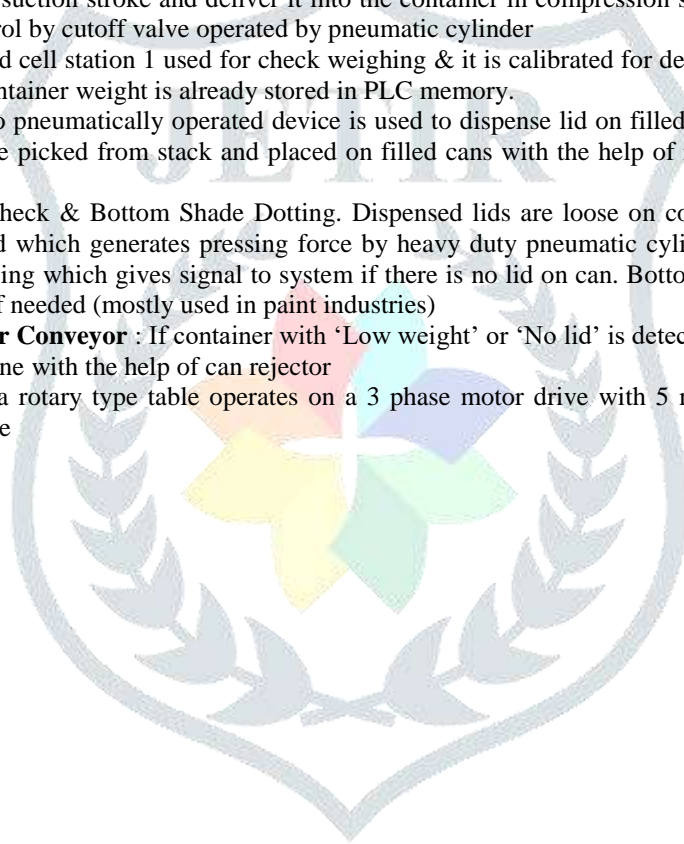 suction stroke and deliver it into the container in compression s
rol by cutoff valve operated by pneumatic cylinder
d cell station 1 used for check weighing & it is calibrated for de
ntainer weight is already stored in PLC memory.
o pneumatically operated device is used to dispense lid on filled
e picked from stack and placed on filled cans with the help of
heck & Bottom Shade Dotting. Dispensed lids are loose on co
d which generates pressing force by heavy duty pneumatic cyli
ing which gives signal to system if there is no lid on can. Botto
f needed (mostly used in paint industries)
r Conveyor : If container with ‘Low weight’ or ‘No lid’ is detec
ne with the help of can rejector
a rotary type table operates on a 3 phase motor drive with 5 r
e
JETIR